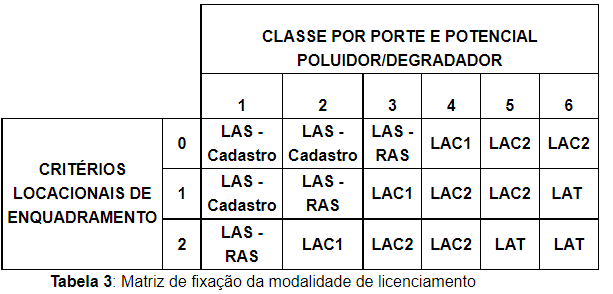 CLASSE POR PORTE E POTENCIAL
POLUIDOR/DEGRADADOR
1 2 3 4 5 6
CRITÉRIOS
LOCACIONAIS DE
ENQUADRAMENTO
0 LAS - Cadastro LAS - Cadastro LAS - RAS LAC1 LAC2 LAC2
1 LAS - Cadastro LAS - RAS LAC1 LAC2 LAC2 LAT
2 LAS - RAS LAC1 LAC2 LAC2 LAT LAT
Tabela 3: Matriz de fixação da modalidade de licenciamento